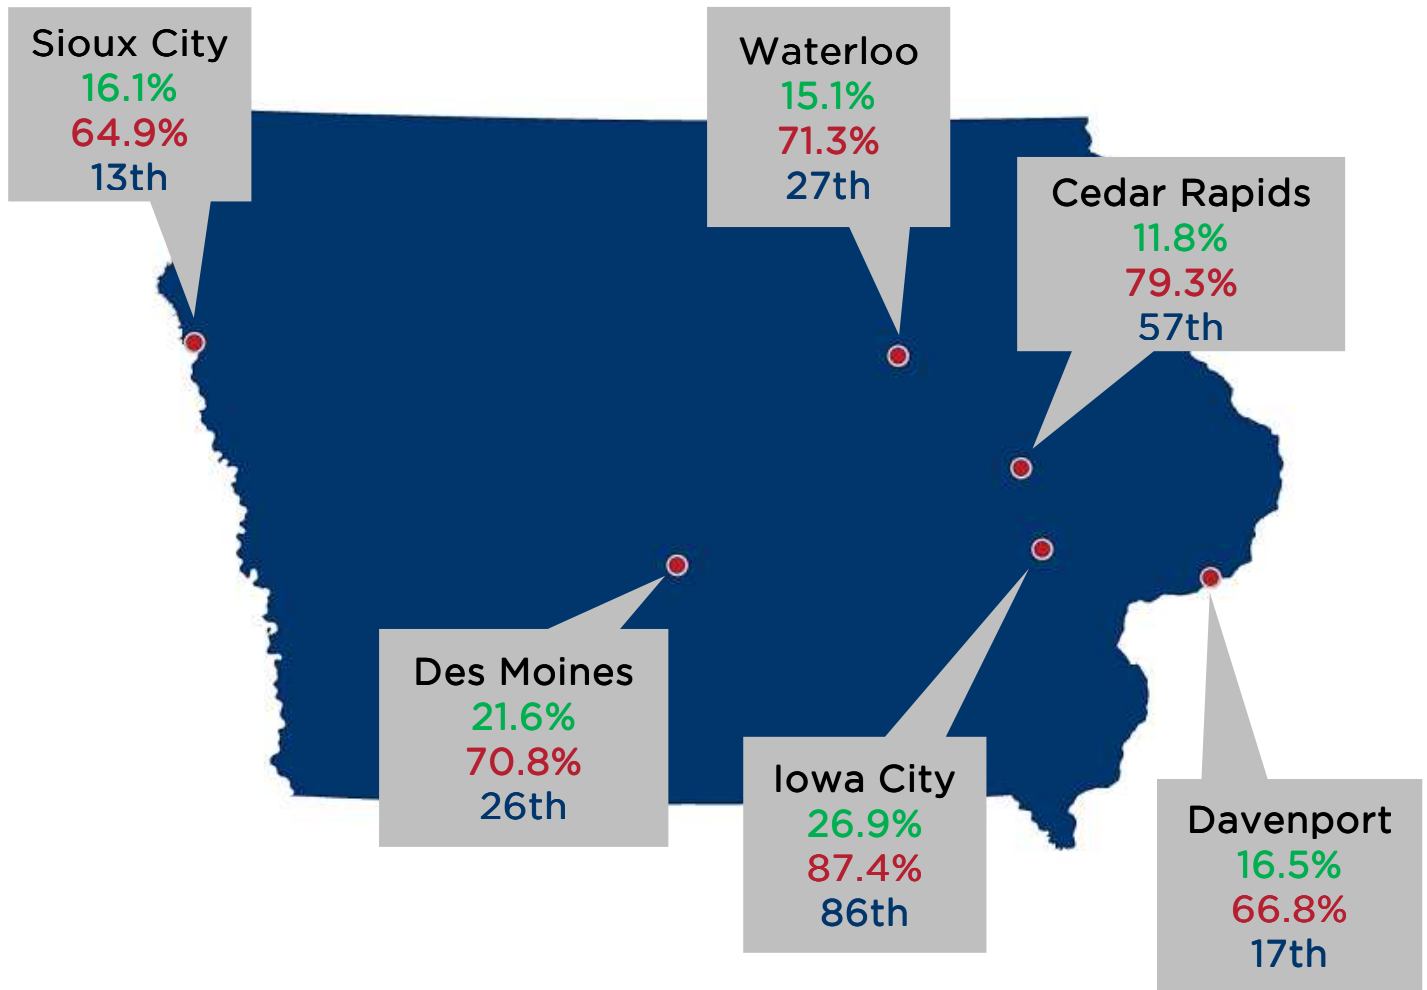 Sioux City
16.1%
64.9%
13th
Waterloo
15.1%
71.3%
27th
Cedar Rapids
11.8%
79.3%
57th
Des Moines
21.6%
70.8%
26th
Iowa City
26.9%
87.4%
86th
Davenport
16.5%
66.8%
17th